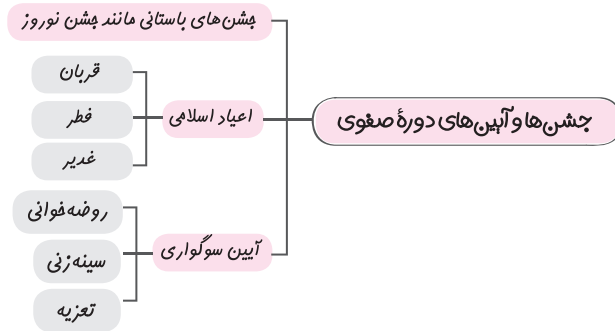 جشن‌ها و آیین‌های دورهٔ صفوی
جشن‌های باستانی مانند جشن نوروز
اعیاد اسلامی
قربان
فطر
غدیر
آیین سوگواری
روضه‌خوانی
سینه‌زنی
تعزیه